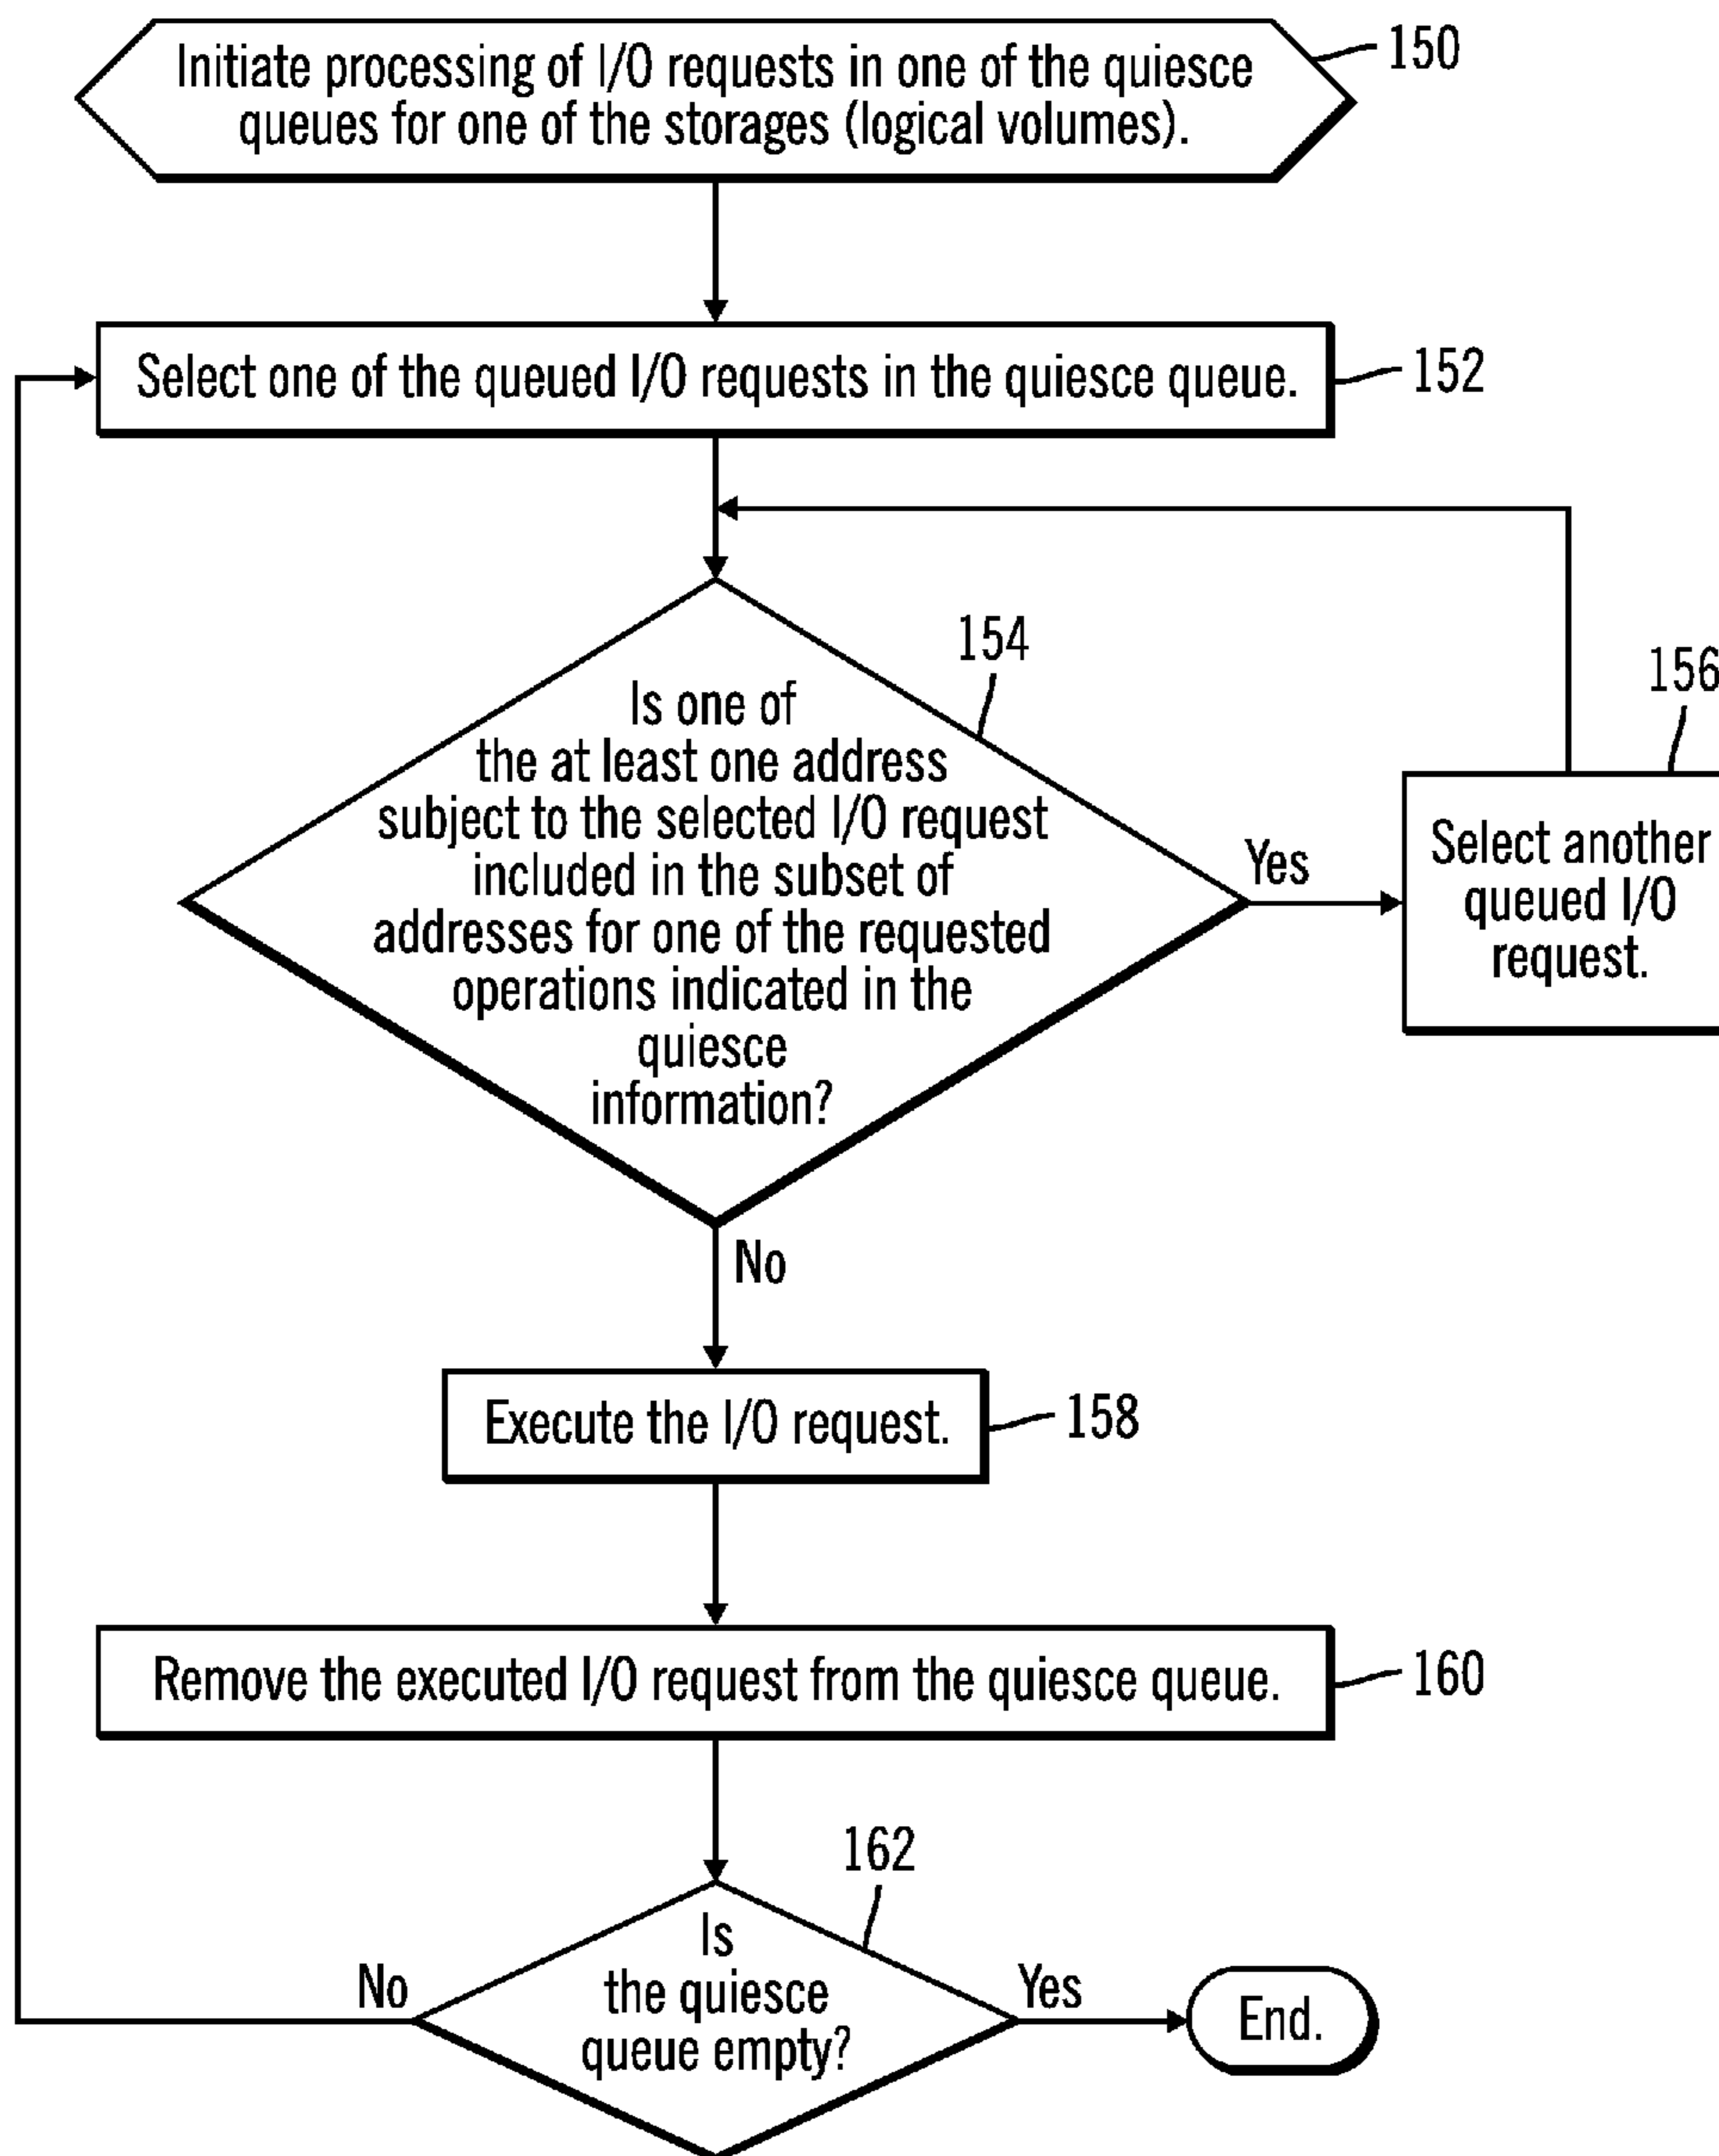 Initiate processing of I/O requests in one of the quiesce
queues for one of the storages (logical volumes).
150
Select one of the queued I/O requests in the quiesce queue.
152
154
Is one of
the at least one address
subject to the selected I/O request
included in the subset of
addresses for one of the requested
operations indicated in the
quiesce
information?
Yes
156
Select another
queued I/O
request.
No
Execute the I/O request.
158
Remove the executed I/O request from the quiesce queue.
160
162
Is
the quiesce
queue empty?
No
Yes
End.